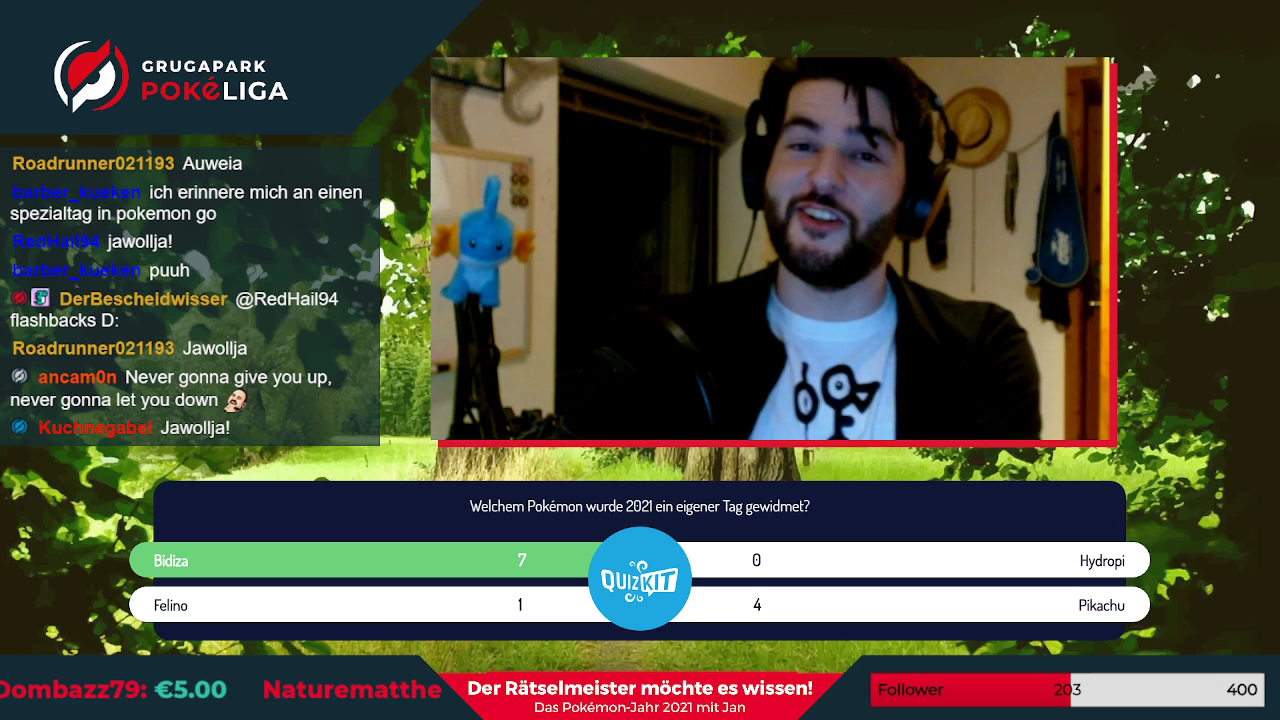 GRUGAPARK
POKéLIGA
Roadrunner021193 Auweia
barber_kueken ich erinnere mich an einen
spezialtag in pokemon go
RedHail94 jawollja!
barber_kueken puuh
DerBescheidwisser @RedHail94
flashbacks D:
Roadrunner021193 Jawollja
ancam0n Never gonna give you up,
never gonna let you down
Kuchnegabel Jawollja!
Welchem Pokémon wurde 2021 ein eigener Tag gewidmet?
Bidiza 7 0 Hydropi
QUIZKIT
Felino 1 4 Pikachu
Dombazz79: €5.00 Naturematthe
Der Rätselmeister möchte es wissen!
Das Pokémon-Jahr 2021 mit Jan
Follower 203 400